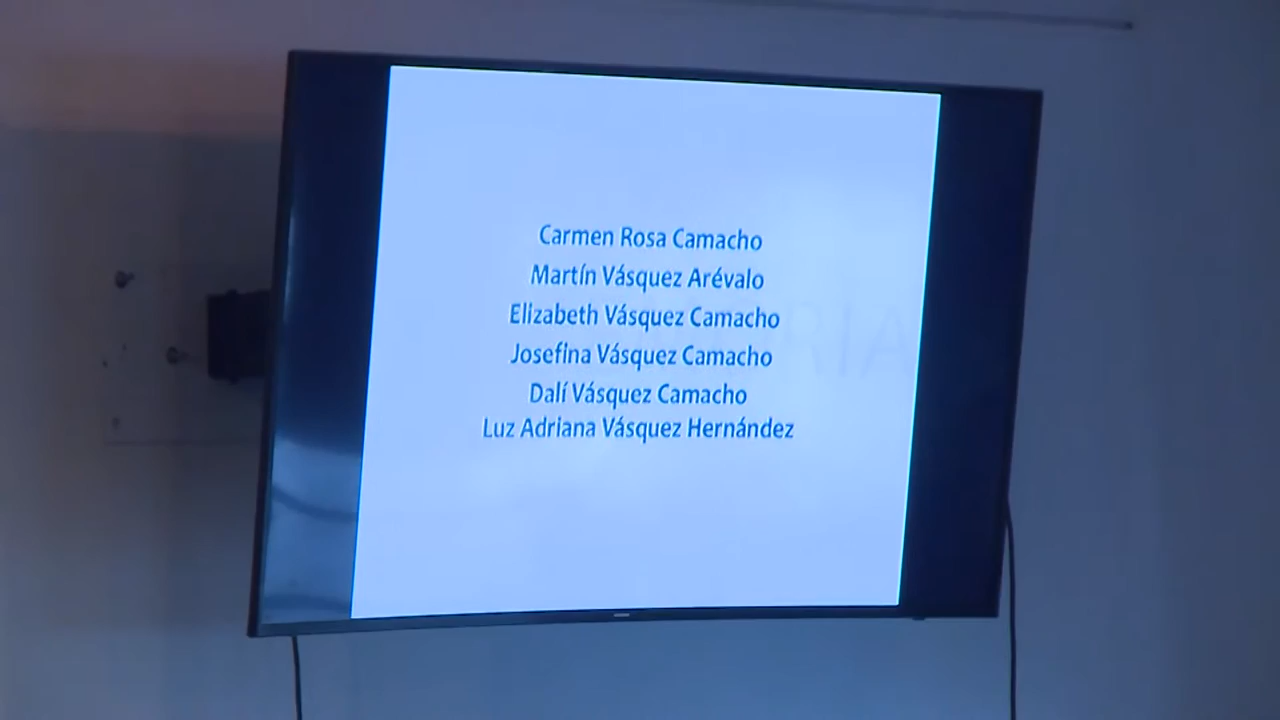 Carmen Rosa Camacho
Martín Vásquez Arévalo
Elizabeth Vásquez Camacho
Josefina Vásquez Camacho
Dalí Vásquez Camacho
Luz Adriana Vásquez Hernández